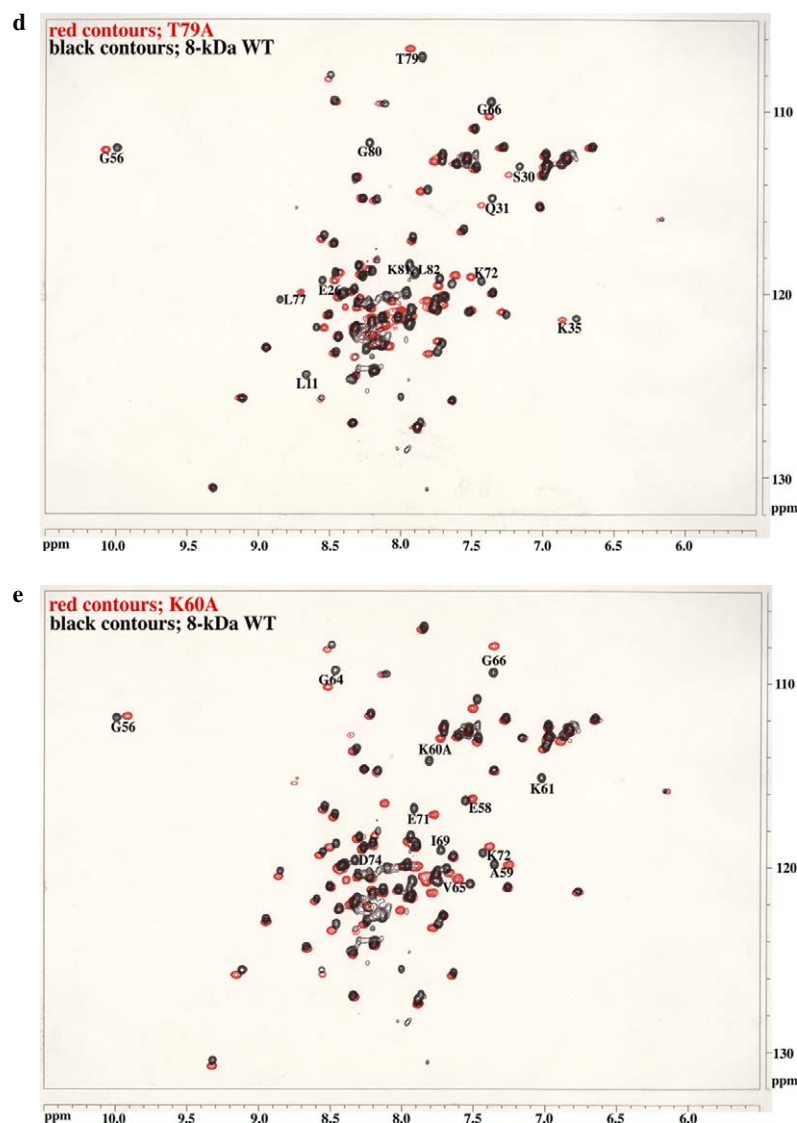 d
red contours; T79A
black contours; 8-kDa WT
T79
G66
110
G56
G80
S30
Q31
K81 L82
K72
E26
L77
120
K35
L11
130
ppm
ppm
10.0
9.5
9.0
8.5
8.0
7.5
7.0
6.5
6.0
e
red contours; K60A
black contours; 8-kDa WT
G66
G64
110
G56
K60A
K61
E58
E71
I69
K72
D74
A59
120
V65
130
ppm
ppm
10.0
9.5
9.0
8.5
8.0
7.5
7.0
6.5
6.0